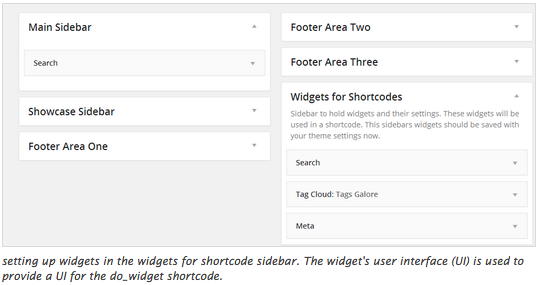 Main Sidebar
Search
Showcase Sidebar
Footer Area One
Footer Area Two
Footer Area Three
Widgets for Shortcodes
Sidebar to hold widgets and their settings. These widgets will be
used in a shortcode. This sidebars widgets should be saved with
your theme settings now.
Search
Tag Cloud: Tags Galore
Meta
setting up widgets in the widgets for shortcode sidebar. The widget's user interface (UI) is used to
provide a UI for the do_widget shortcode.